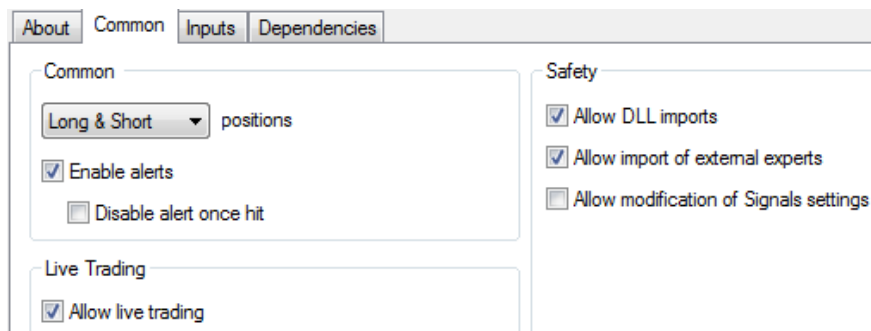 About Common Inputs Dependencies
Common
Long & Short positions
Enable alerts
Disable alert once hit
Live Trading
Allow live trading
Safety
Allow DLL imports
Allow import of external experts
Allow modification of Signals settings